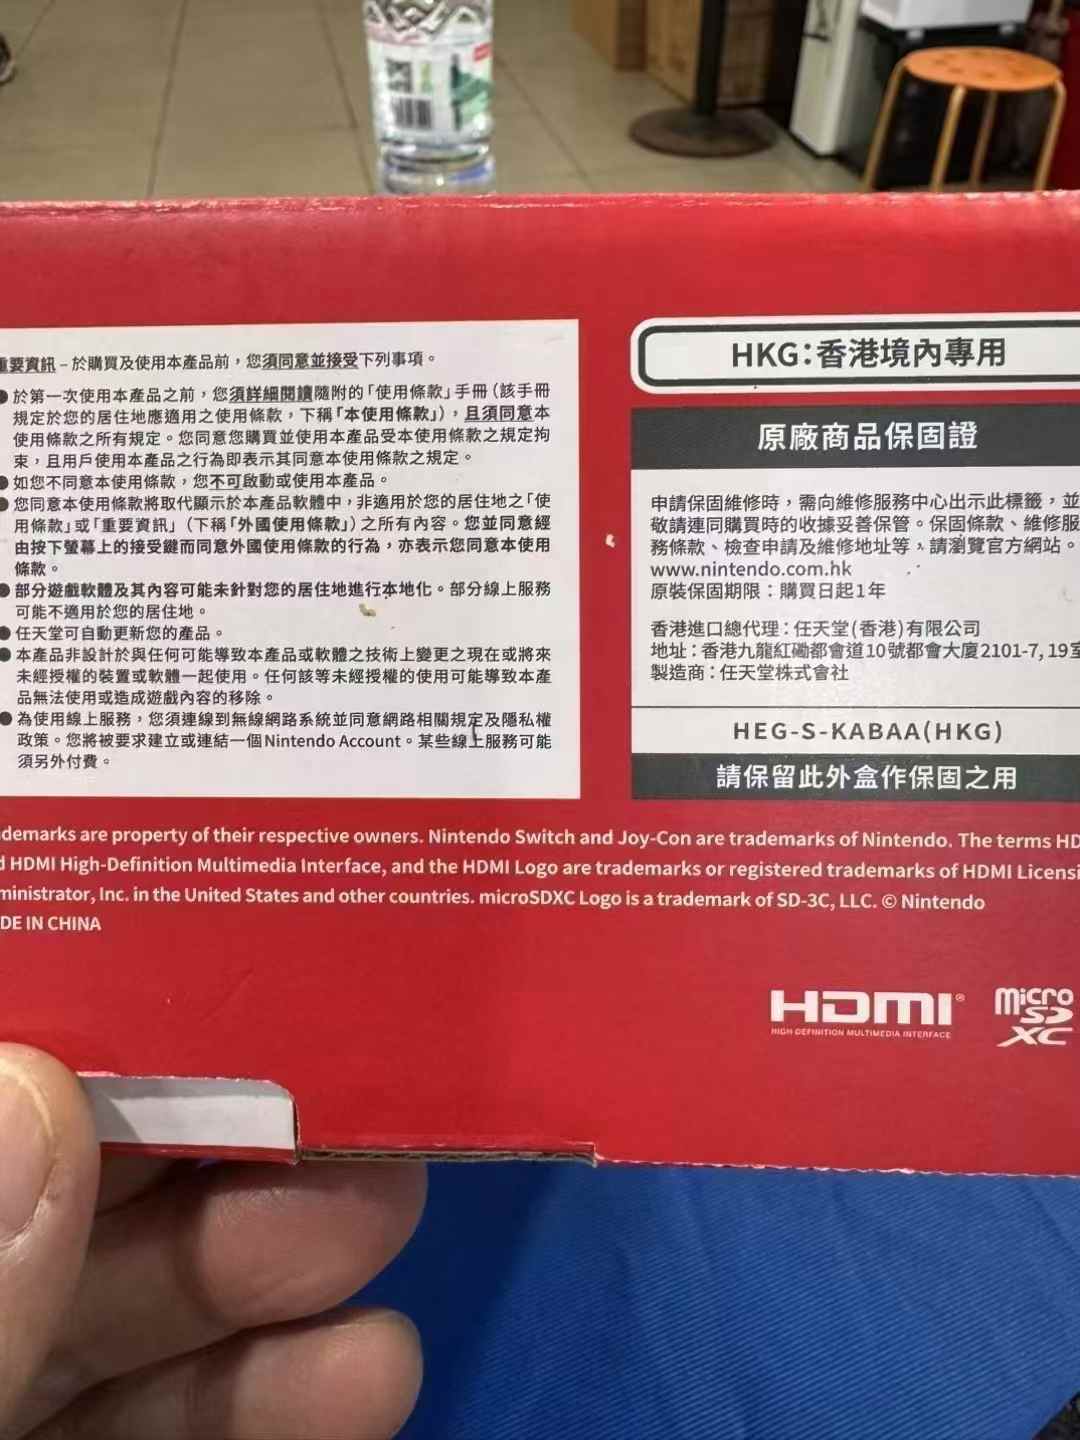 重要資訊 – 於購買及使用本產品前，您須同意並接受下列事項。
● 於第一次使用本產品之前，您須詳細閱讀隨附的「使用條款」手冊（該手冊
規定於您的居住地應適用之使用條款，下稱「本使用條款」），且須同意本
使用條款之所有規定。您同意您購買並使用本產品受本使用條款之規定拘
束，且用戶使用本產品之行為即表示其同意本使用條款之規定。
● 如您不同意本使用條款，您不可啟動或使用本產品。
● 您同意本使用條款將取代顯示於本產品軟體中，非適用於您的居住地之「使
用條款」或「重要資訊」（下稱「外國使用條款」）之所有內容。您並同意經
由按下螢幕上的接受鍵而同意外國使用條款的行為，亦表示您同意本使用
條款。
● 部分遊戲軟體及其內容可能未針對您的居住地進行本地化。部分線上服務
可能不適用於您的居住地。
● 任天堂可自動更新您的產品。
● 本產品非設計於與任何可能導致本產品或軟體之技術上變更之現在或將來
未經授權的裝置或軟體一起使用。任何該等未經授權的使用可能導致本產
品無法使用或造成遊戲內容的移除。
● 為使用線上服務，您須連線到無線網路系統並同意網路相關規定及隱私權
政策。您將被要求建立或連結一個Nintendo Account。某些線上服務可能
須另外付費。
HKG：香港境內專用
原廠商品保固證
申請保固維修時，需向維修服務中心出示此標籤，並
敬請連同購買時的收據妥善保管。保固條款、維修服
務條款、檢查申請及維修地址等，請瀏覽官方網站。
www.nintendo.com.hk
原裝保固期限：購買日起1年
香港進口總代理：任天堂(香港)有限公司
地址：香港九龍紅磡都會道10號都會大廈2101-7, 19室
製造商：任天堂株式會社
HEG-S-KABAA(HKG)
請保留此外盒作保固之用
demarks are property of their respective owners. Nintendo Switch and Joy-Con are trademarks of Nintendo. The terms HD
d HDMI High-Definition Multimedia Interface, and the HDMI Logo are trademarks or registered trademarks of HDMI Licensi
ministrator, Inc. in the United States and other countries. microSDXC Logo is a trademark of SD-3C, LLC. © Nintendo
DE IN CHINA
HDMI®
HIGH DEFINITION MULTIMEDIA INTERFACE
micro
SD
XC